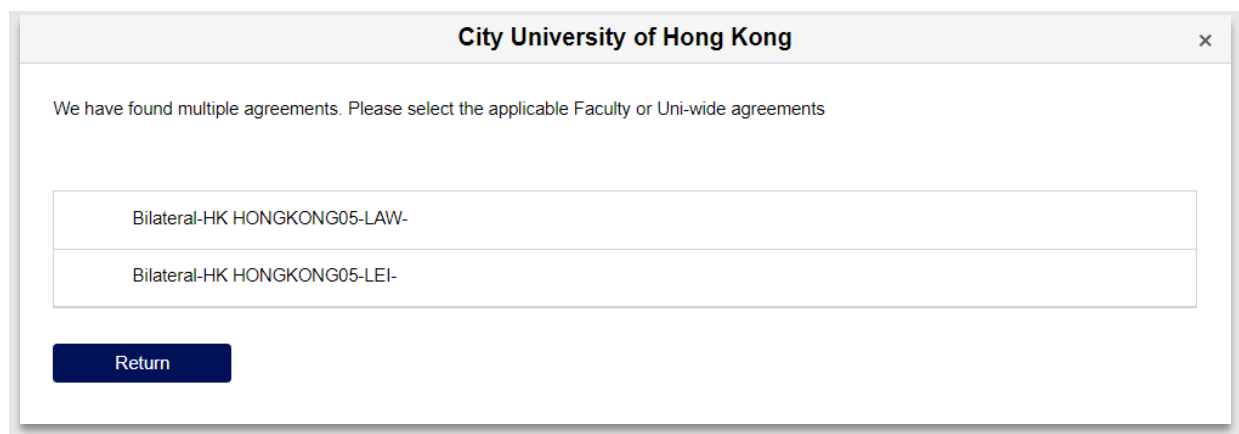 City University of Hong Kong
×
We have found multiple agreements. Please select the applicable Faculty or Uni-wide agreements
Bilateral-HK HONGKONG05-LAW-
Bilateral-HK HONGKONG05-LEI-
Return